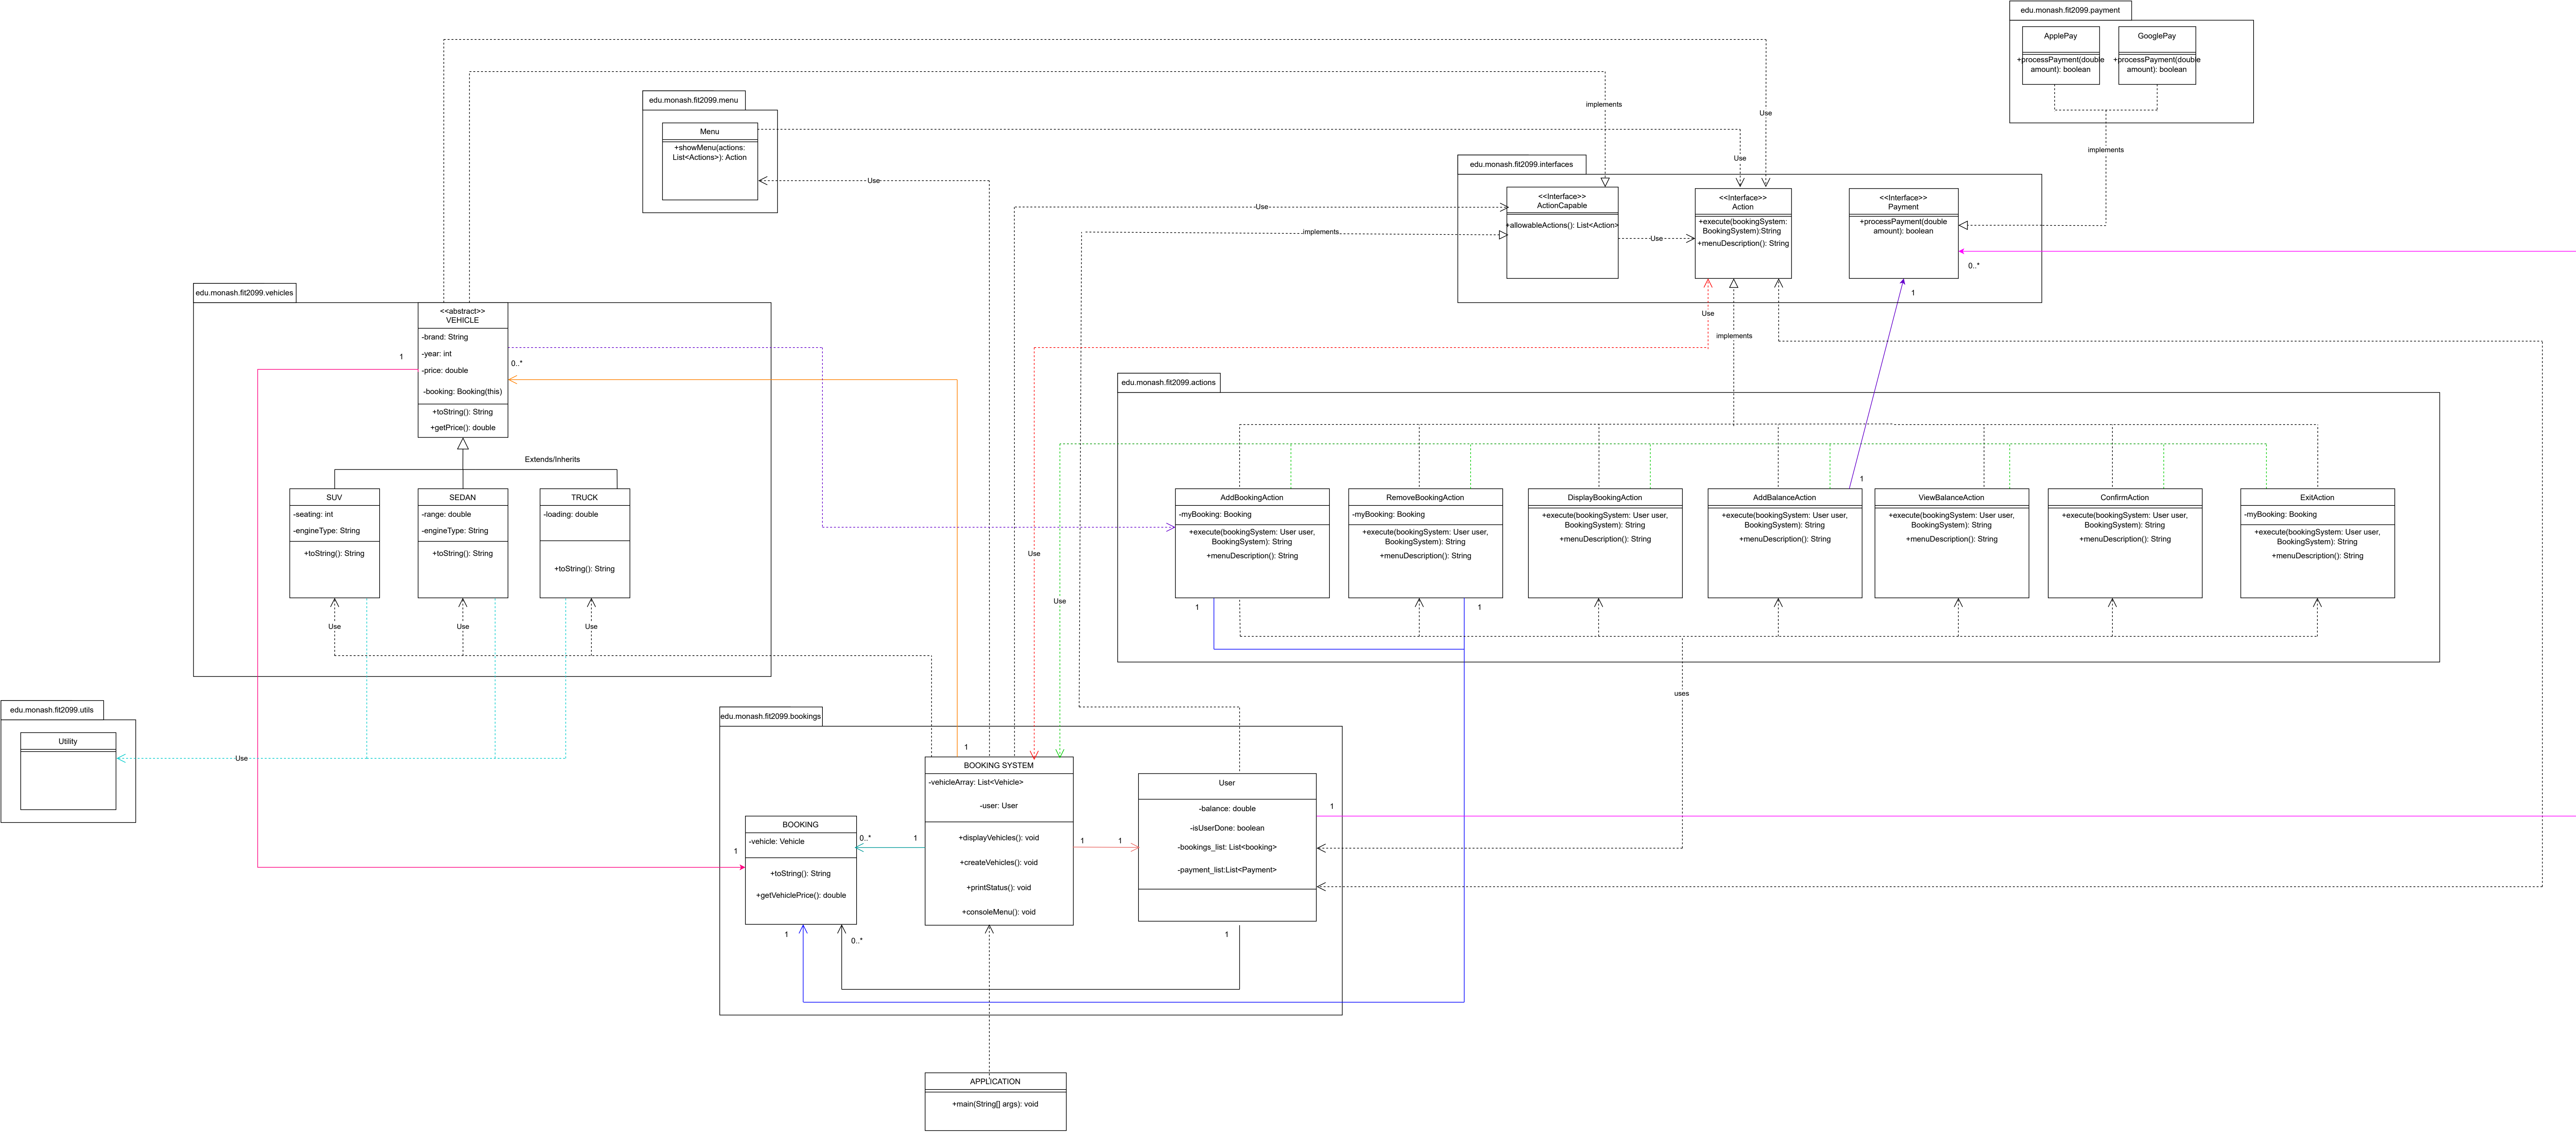 edu.monash.fit2099.payment
ApplePay
+processPayment(double
amount): boolean
GooglePay
+processPayment(double
amount): boolean
implements
Use
implements
edu.monash.fit2099.menu
Menu
+showMenu(actions:
List<Actions>): Action
Use
Use
edu.monash.fit2099.interfaces
<<Interface>>
ActionCapable
+allowableActions(): List<Action>
<<Interface>>
Action
+execute(bookingSystem:
BookingSystem):String
+menuDescription(): String
<<Interface>>
Payment
+processPayment(double
amount): boolean
Use
implements
Use
0..*
1
Use
implements
edu.monash.fit2099.vehicles
<<abstract>>
VEHICLE
-brand: String
-year: int
-price: double
-booking: Booking(this)
+toString(): String
+getPrice(): double
1
0..*
Extends/Inherits
SUV
-seating: int
-engineType: String
+toString(): String
SEDAN
-range: double
-engineType: String
+toString(): String
TRUCK
-loading: double
+toString(): String
Use
Use
Use
edu.monash.fit2099.actions
AddBookingAction
-myBooking: Booking
+execute(bookingSystem: User user,
BookingSystem): String
+menuDescription(): String
RemoveBookingAction
-myBooking: Booking
+execute(bookingSystem: User user,
BookingSystem): String
+menuDescription(): String
DisplayBookingAction
+execute(bookingSystem: User user,
BookingSystem): String
+menuDescription(): String
1
AddBalanceAction
+execute(bookingSystem: User user,
BookingSystem): String
+menuDescription(): String
ViewBalanceAction
+execute(bookingSystem: User user,
BookingSystem): String
+menuDescription(): String
ConfirmAction
+execute(bookingSystem: User user,
BookingSystem): String
+menuDescription(): String
ExitAction
-myBooking: Booking
+execute(bookingSystem: User user,
BookingSystem): String
+menuDescription(): String
Use
Use
1
1
uses
edu.monash.fit2099.utils
Utility
Use
edu.monash.fit2099.bookings
1
BOOKING SYSTEM
-vehicleArray: List<Vehicle>
-user: User
+displayVehicles(): void
+createVehicles(): void
+printStatus(): void
+consoleMenu(): void
User
-balance: double
-isUserDone: boolean
-bookings_list: List<booking>
-payment_list:List<Payment>
1
BOOKING
-vehicle: Vehicle
+toString(): String
+getVehiclePrice(): double
0..*
1
1
1
1
1
0..*
1
APPLICATION
+main(String[] args): void